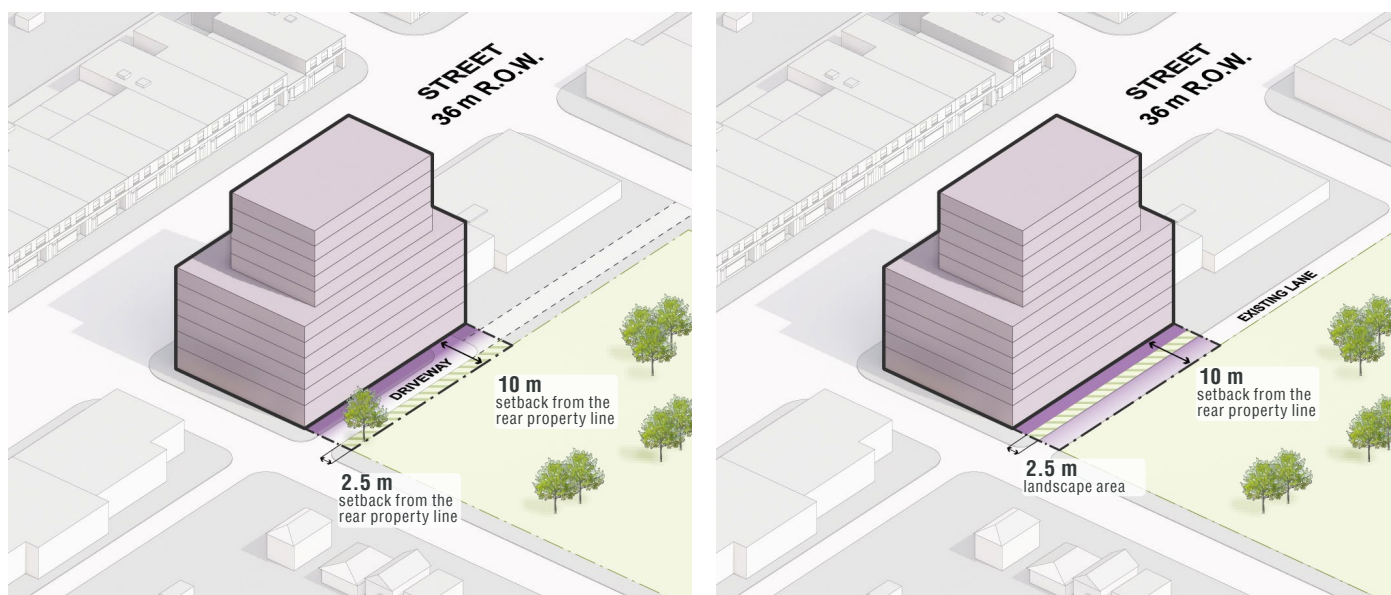 STREET
36 m R.O.W.
DRIVEWAY
10 m
setback from the
rear property line
2.5 m
setback from the
rear property line
STREET
36 m R.O.W.
EXISTING LANE
10 m
setback from the
rear property line
2.5 m
landscape area